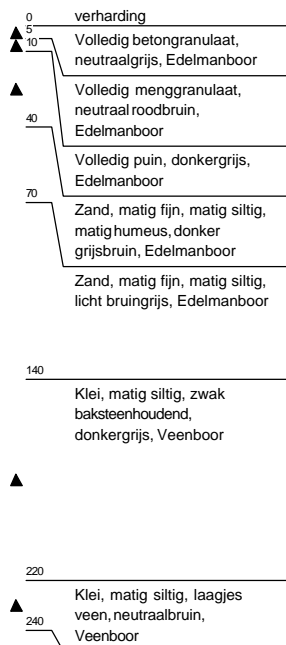 0 verharding
5
Volledig betongranulaat,
10
neutraalgrijs, Edelmanboor
Volledig menggranulaat,
neutraal roodbruin,
40
Edelmanboor
Volledig puin, donkergrijs,
Edelmanboor
70
Zand, matig fijn, matig siltig,
matig humeus, donker
grijsbruin, Edelmanboor
Zand, matig fijn, matig siltig,
licht bruingrijs, Edelmanboor
140
Klei, matig siltig, zwak
baksteenhoudend,
donkergrijs, Veenboor
220
Klei, matig siltig, laagjes
veen, neutraalbruin,
240
Veenboor